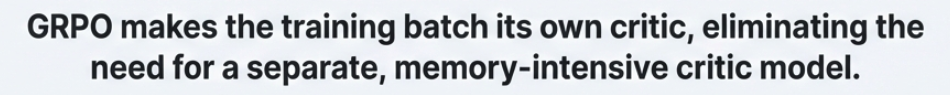 GRPO makes the training batch its own critic, eliminating the
need for a separate, memory-intensive critic model.